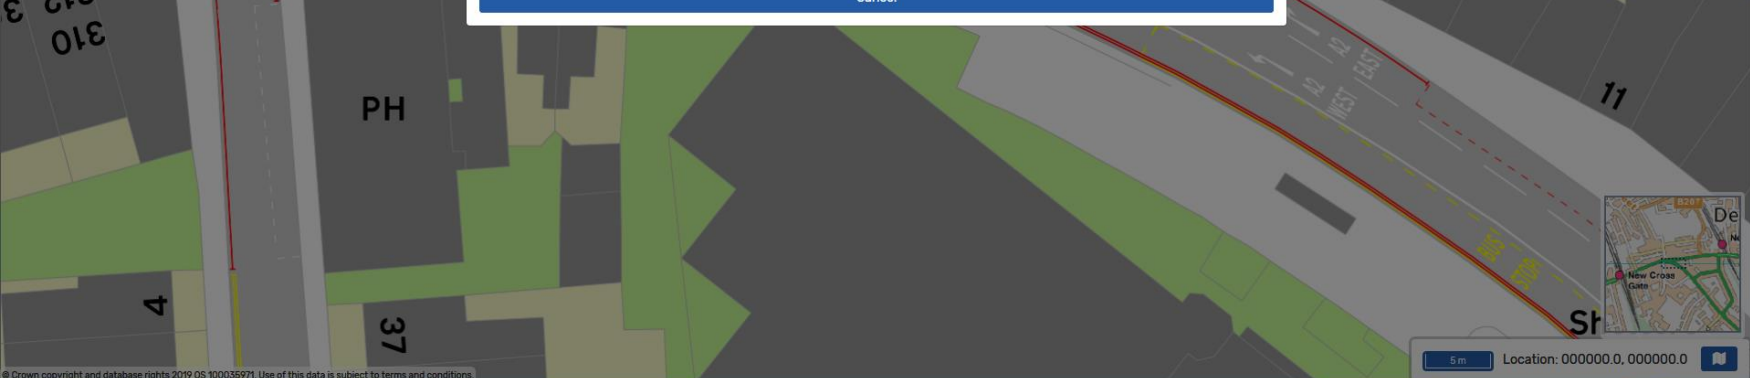 312
310
PH
4
37
A2 EAST
A2 WEST
11
BUS STOP
B207
De
New Cross
Gate
5 m
Location: 000000.0, 000000.0
© Crown copyright and database rights 2019 OS 100035971. Use of this data is subject to terms and conditions.